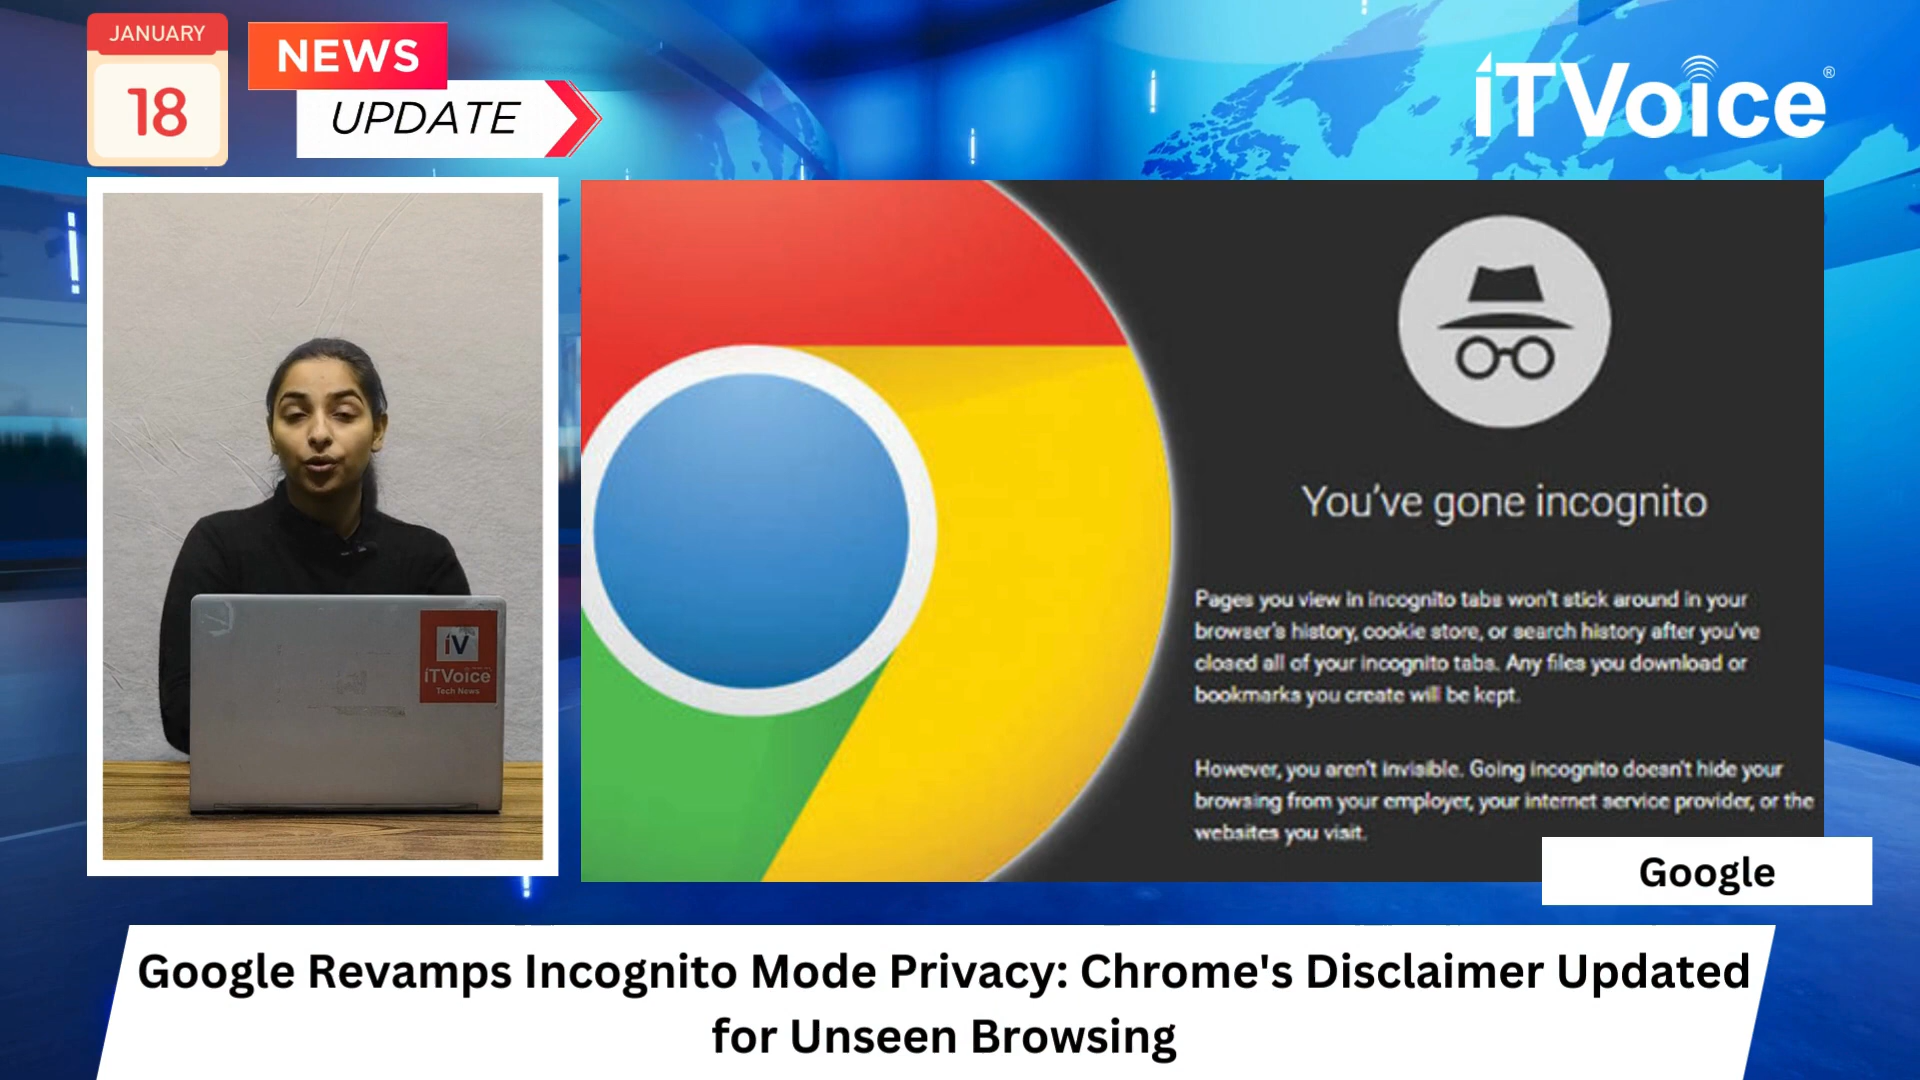 JANUARY
18
NEWS
UPDATE
iTVoice®
You've gone incognito
Pages you view in incognito tabs won't stick around in your
browser's history, cookie store, or search history after you've
closed all of your incognito tabs. Any files you download or
bookmarks you create will be kept.
However, you aren't invisible. Going incognito doesn't hide your
browsing from your employer, your internet service provider, or the
websites you visit.
iV
iTVoice
Tech News
Google
Google Revamps Incognito Mode Privacy: Chrome's Disclaimer Updated
for Unseen Browsing